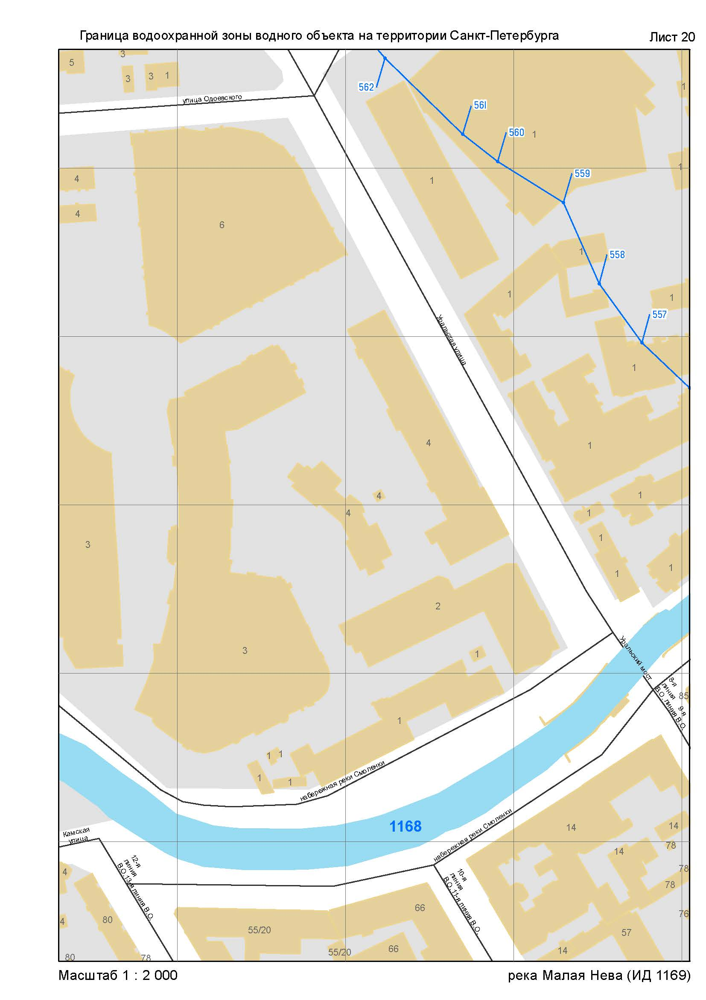 Граница водоохранной зоны водного объекта на территории Санкт-Петербурга
Лист 20
5
3
3
3
1
562
561
560
1
1
улица Одоевского
559
1
1
4
4
6
558
1
1
1
557
Уральская улица
1
4
1
4
4
1
1
1
3
1
1
2
3
1
Уральский мост
8-я
линия
В.О.
9-я
линия В.О.
85
1
1
1
1
1
набережная реки Смоленки
1168
набережная реки Смоленки
14
14
14
78
78
78
76
Камская
улица
12-я
линия
В.О.
13-я линия В.О.
10-я
линия
В.О.
11-я линия В.О.
4
4
80
80
78
55/20
55/20
66
66
57
14
Масштаб 1 : 2 000
река Малая Нева (ИД 1169)